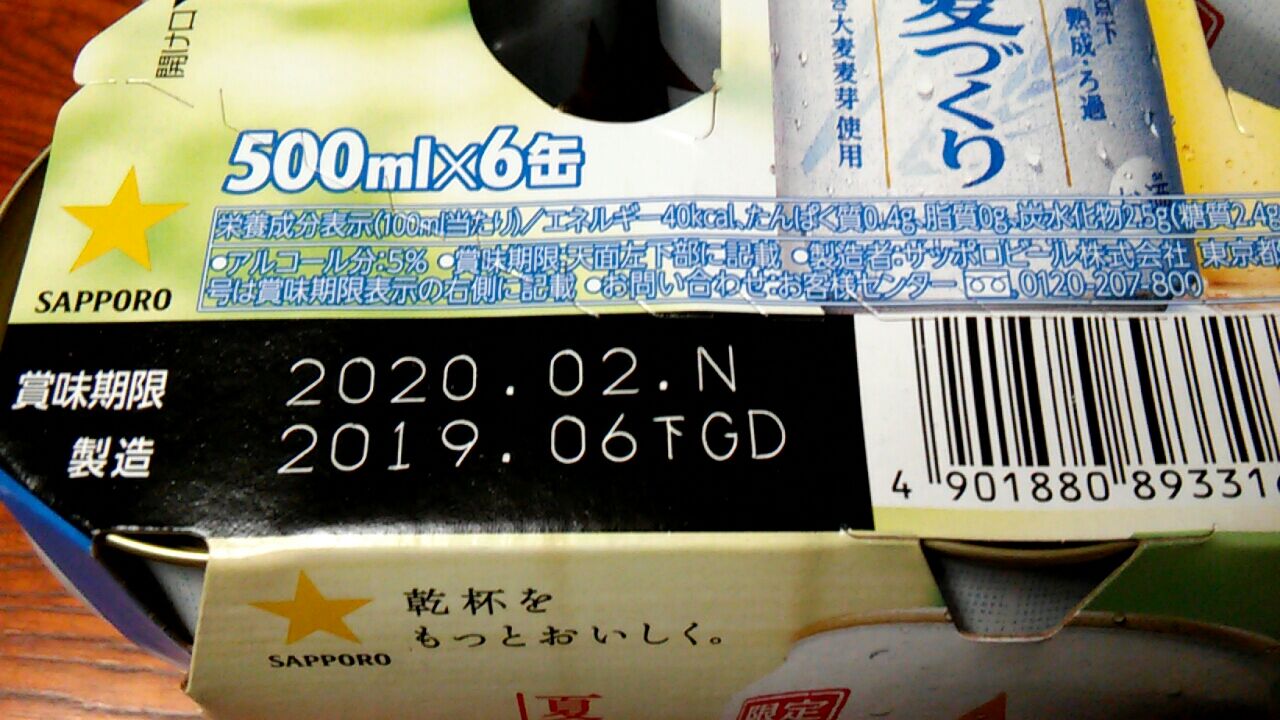 開け口
500ml×6缶
麦づくり
大麦麦芽使用
熟成・ろ過
SAPPORO
栄養成分表示(100ml当たり)/エネルギー40kcal、たんぱく質0.4g、脂質0g、炭水化物2.5g(糖質2.4g
●アルコール分:5% ●賞味期限:天面左下部に記載 ●製造者:サッポロビール株式会社 東京都
号は賞味期限表示の右側に記載 ●お問い合わせ:お客様センター 0120-207-800
賞味期限 2020.02.N
製造 2019.06下GD
4 901880 89331
SAPPORO
乾杯を
もっとおいしく。
夏
限定